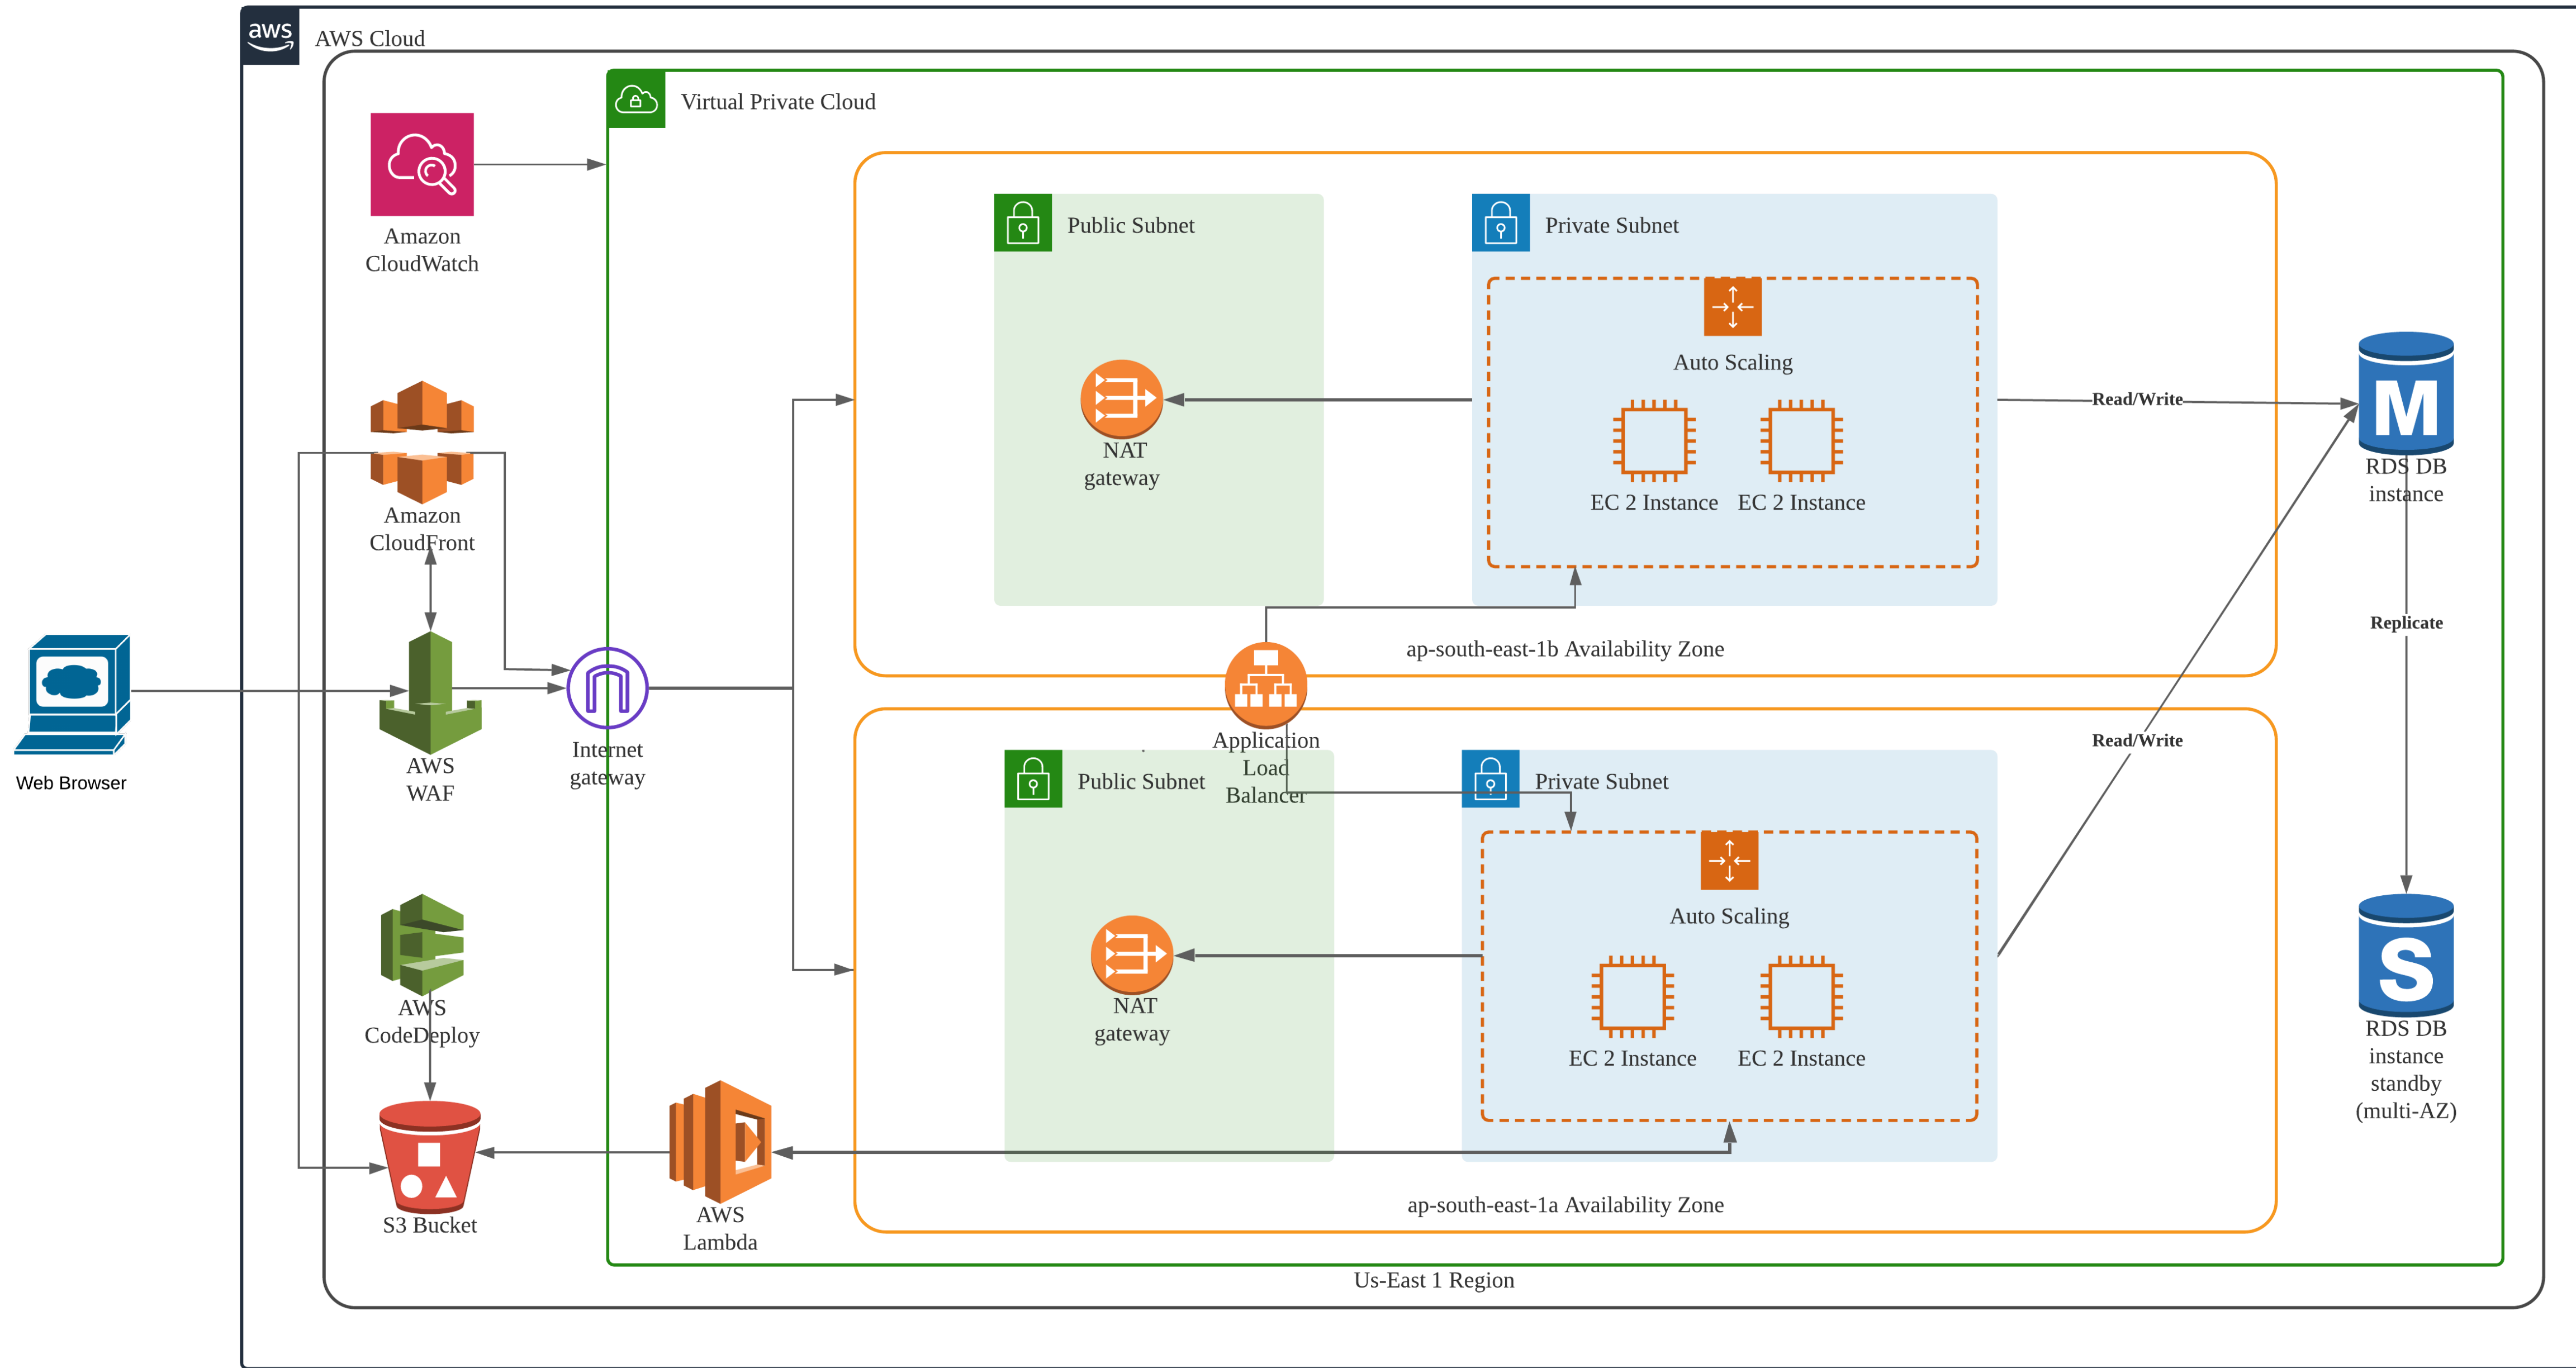 aws
AWS Cloud
Virtual Private Cloud
Amazon
CloudWatch
Public Subnet
Private Subnet
Auto Scaling
NAT
gateway
EC 2 Instance
EC 2 Instance
Read/Write
M
RDS DB
instance
Amazon
CloudFront
Replicate
ap-south-east-1b Availability Zone
Web Browser
AWS
WAF
Internet
gateway
Application
Load
Balancer
Read/Write
Public Subnet
Private Subnet
Auto Scaling
NAT
gateway
EC 2 Instance
EC 2 Instance
S
RDS DB
instance
standby
(multi-AZ)
AWS
CodeDeploy
S3 Bucket
AWS
Lambda
ap-south-east-1a Availability Zone
Us-East 1 Region